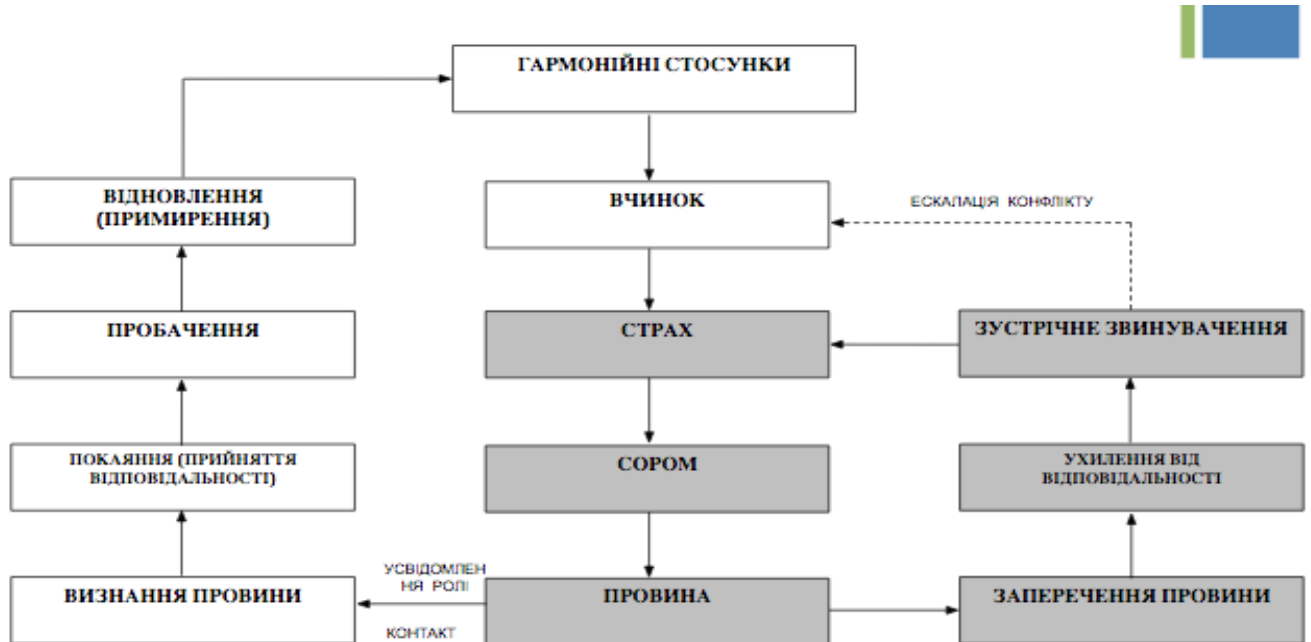 ГАРМОНІЙНІ СТОСУНКИ
ВІДНОВЛЕННЯ
(ПРИМИРЕННЯ)
ВЧИНОК
ЕСКАЛАЦІЯ КОНФЛІКТУ
ПРОБАЧЕННЯ
СТРАХ
ЗУСТРІЧНЕ ЗВИНУВАЧЕННЯ
ПОКАЯННЯ (ПРИЙНЯТТЯ
ВІДПОВІДАЛЬНОСТІ)
СОРОМ
УХИЛЕННЯ ВІД
ВІДПОВІДАЛЬНОСТІ
ВИЗНАННЯ ПРОВИНИ
УСВІДОМЛЕН
НЯ РОЛІ
КОНТАКТ
ПРОВИНА
ЗАПЕРЕЧЕННЯ ПРОВИНИ